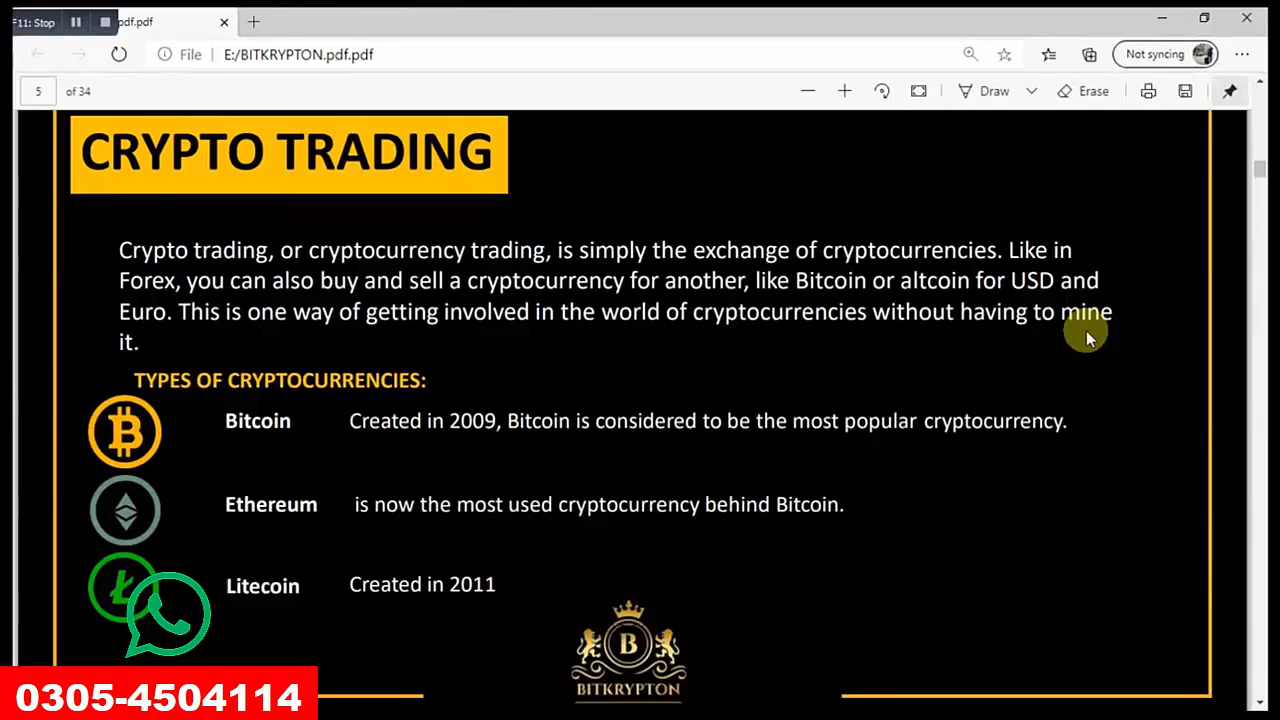 F11: Stop
pdf.pdf
File
E:/BITKRYPTON.pdf.pdf
Not syncing
5 of 34
Draw
Erase
CRYPTO TRADING
Crypto trading, or cryptocurrency trading, is simply the exchange of cryptocurrencies. Like in
Forex, you can also buy and sell a cryptocurrency for another, like Bitcoin or altcoin for USD and
Euro. This is one way of getting involved in the world of cryptocurrencies without having to mine
it.
TYPES OF CRYPTOCURRENCIES:
Bitcoin Created in 2009, Bitcoin is considered to be the most popular cryptocurrency.
Ethereum is now the most used cryptocurrency behind Bitcoin.
Litecoin Created in 2011
B
BITKRYPTON
0305-4504114